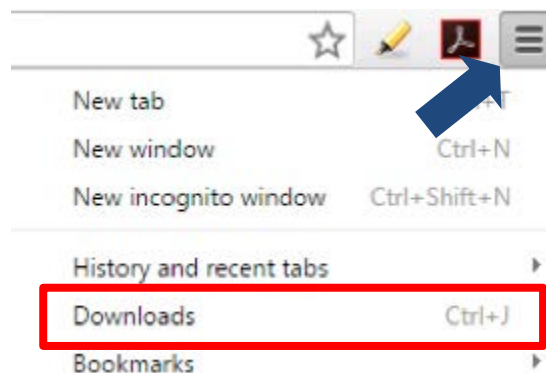 New tab
New window Ctrl+N
New incognito window Ctrl+Shift+N
History and recent tabs
Downloads Ctrl+J
Bookmarks